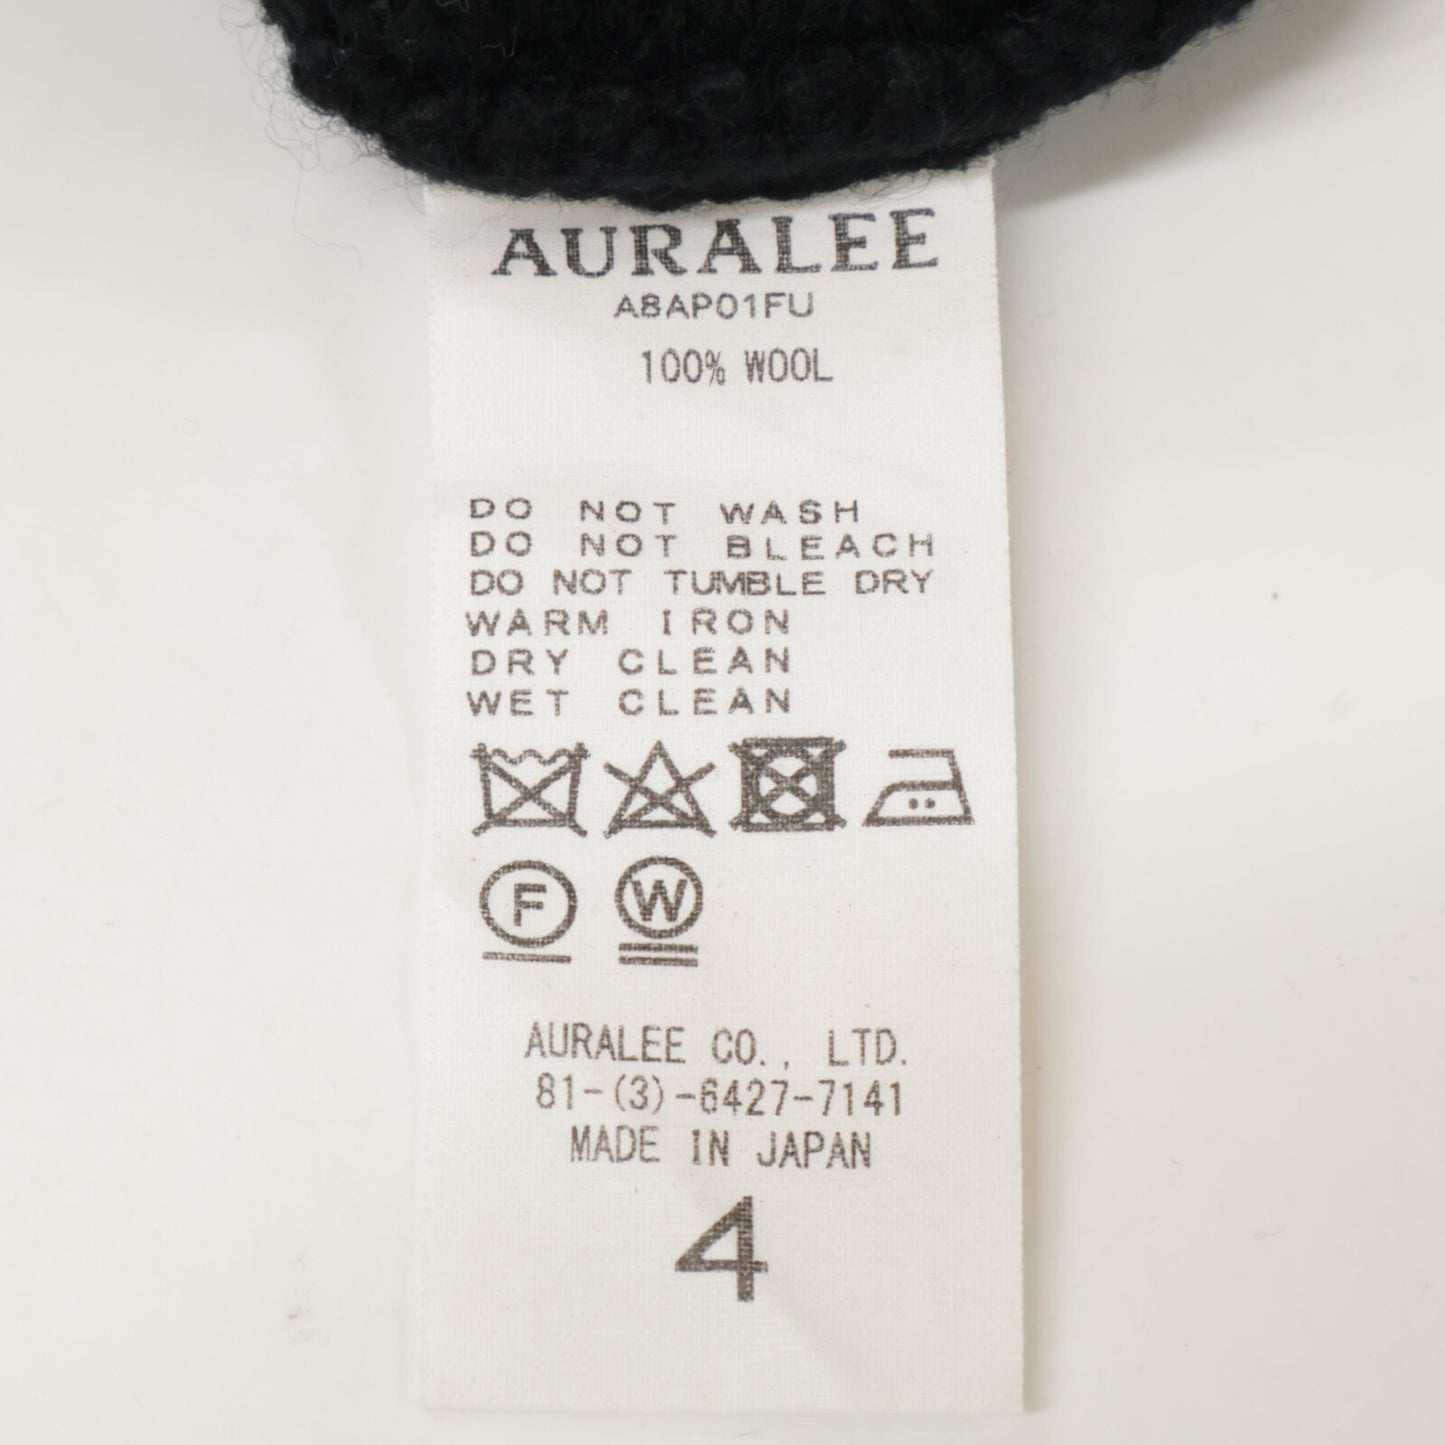 AURALEE
A8AP01FU
100% WOOL
DO NOT WASH
DO NOT BLEACH
DO NOT TUMBLE DRY
WARM IRON
DRY CLEAN
WET CLEAN
F W
AURALEE CO., LTD.
81-(3)-6427-7141
MADE IN JAPAN
4